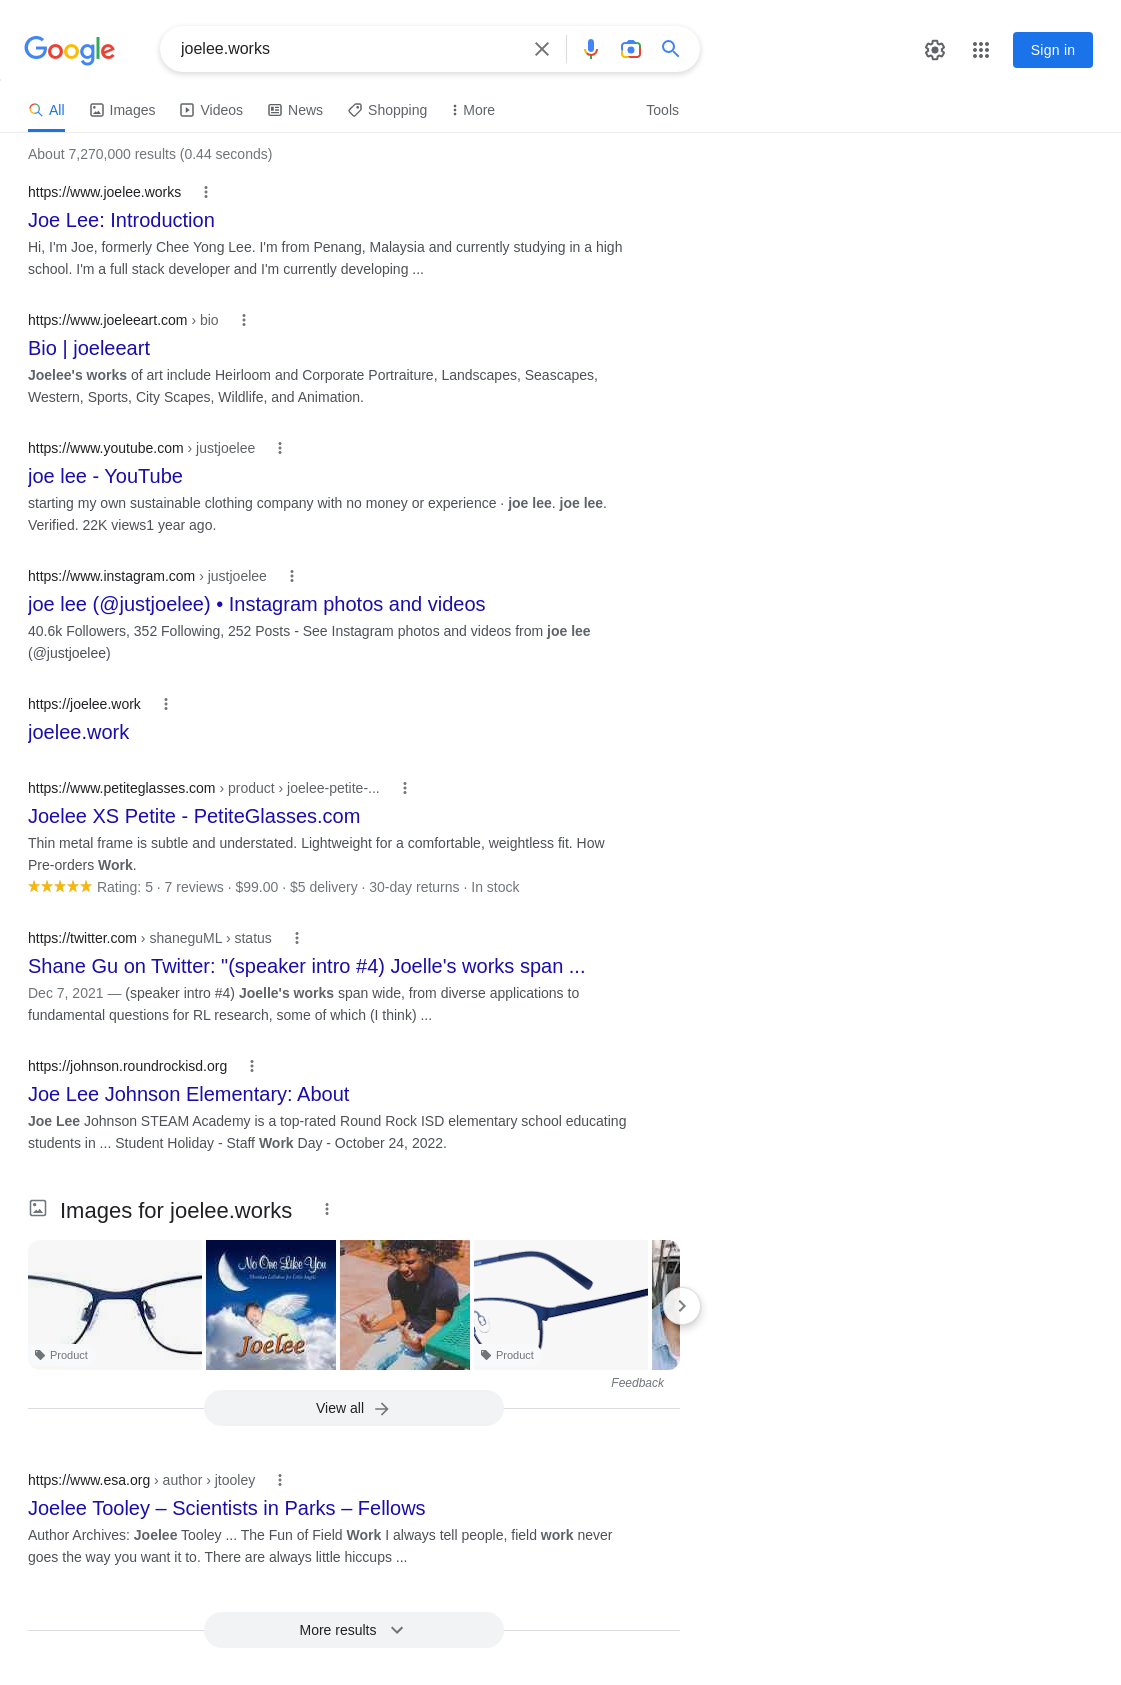 Google
joelee.works
Sign in
All
Images
Videos
News
Shopping
More
Tools
About 7,270,000 results (0.44 seconds)
https://www.joelee.works
Joe Lee: Introduction
Hi, I'm Joe, formerly Chee Yong Lee. I'm from Penang, Malaysia and currently studying in a high
school. I'm a full stack developer and I'm currently developing ...
https://www.joeleeart.com › bio
Bio | joeleeart
Joelee's works of art include Heirloom and Corporate Portraiture, Landscapes, Seascapes,
Western, Sports, City Scapes, Wildlife, and Animation.
https://www.youtube.com › justjoelee
joe lee - YouTube
starting my own sustainable clothing company with no money or experience · joe lee. joe lee.
Verified. 22K views1 year ago.
https://www.instagram.com › justjoelee
joe lee (@justjoelee) • Instagram photos and videos
40.6k Followers, 352 Following, 252 Posts - See Instagram photos and videos from joe lee
(@justjoelee)
https://joelee.work
joelee.work
https://www.petiteglasses.com › product › joelee-petite-...
Joelee XS Petite - PetiteGlasses.com
Thin metal frame is subtle and understated. Lightweight for a comfortable, weightless fit. How
Pre-orders Work.
Rating: 5 · 7 reviews · $99.00 · $5 delivery · 30-day returns · In stock
https://twitter.com › shaneguML › status
Shane Gu on Twitter: "(speaker intro #4) Joelle's works span ...
Dec 7, 2021 — (speaker intro #4) Joelle's works span wide, from diverse applications to
fundamental questions for RL research, some of which (I think) ...
https://johnson.roundrockisd.org
Joe Lee Johnson Elementary: About
Joe Lee Johnson STEAM Academy is a top-rated Round Rock ISD elementary school educating
students in ... Student Holiday - Staff Work Day - October 24, 2022.
Images for joelee.works
No One Like You
Joelee
Product
Product
Feedback
View all
https://www.esa.org › author › jtooley
Joelee Tooley – Scientists in Parks – Fellows
Author Archives: Joelee Tooley ... The Fun of Field Work I always tell people, field work never
goes the way you want it to. There are always little hiccups ...
More results